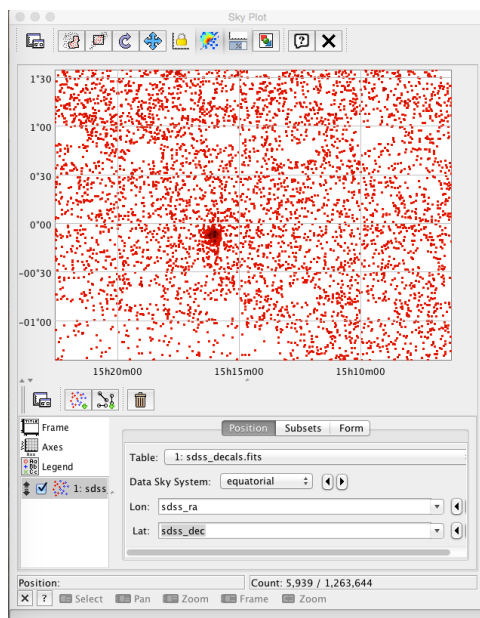 Sky Plot
1°30
1°00
0°30
0°00
-00°30
-01°00
15h20m00 15h15m00 15h10m00
Frame
Axes
Legend
1: sdss
Position Subsets Form
Table: 1: sdss_decals.fits
Data Sky System: equatorial
Lon: sdss_ra
Lat: sdss_dec
Position: Count: 5,939 / 1,263,644
Select Pan Zoom Frame Zoom